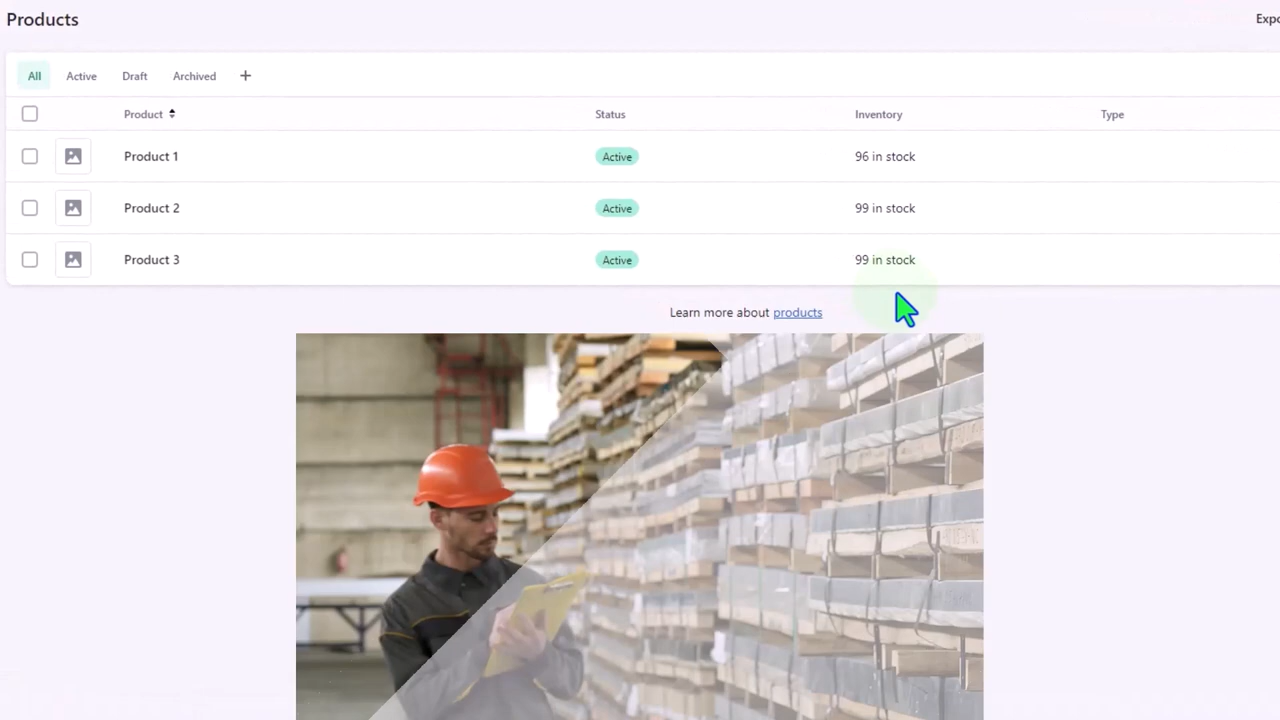 Products
All Active Draft Archived +
Product Status Inventory Type
Product 1 Active 96 in stock
Product 2 Active 99 in stock
Product 3 Active 99 in stock
Learn more about products